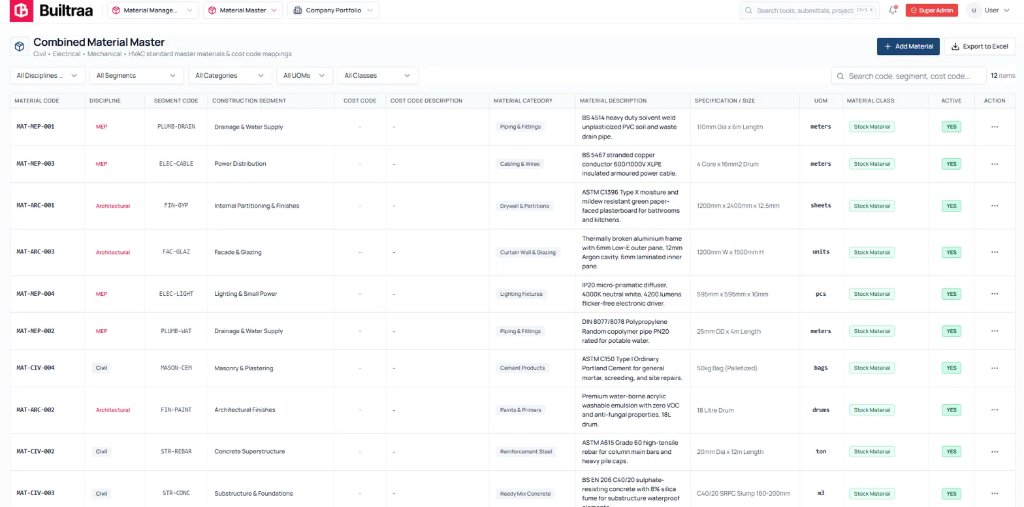 Builtraa
Material Manage...
Material Master
Company Portfolio
Search tools, submittals, project
Ctrl K
SuperAdmin
U
User
Combined Material Master
Civil • Electrical • Mechanical • HVAC standard master materials & cost code mappings
+ Add Material
Export to Excel
All Disciplines ...
All Segments
All Categories
All UOMs
All Classes
Search code, segment, cost code...
12 items
MATERIAL CODE DISCIPLINE SEGMENT CODE CONSTRUCTION SEGMENT COST CODE COST CODE DESCRIPTION MATERIAL CATEGORY MATERIAL DESCRIPTION SPECIFICATION / SIZE UOM MATERIAL CLASS ACTIVE ACTION
MAT-MEP-001 MEP PLUMB-DRAIN Drainage & Water Supply - - Piping & Fittings
BS 4514 heavy duty solvent weld
unplasticized PVC soil and waste
drain pipe.
110mm Dia x 6m Length meters Stock Material YES ...
MAT-MEP-003 MEP ELEC-CABLE Power Distribution - - Cabling & Wires
BS 5467 stranded copper
conductor 600/1000V XLPE
insulated armoured power cable.
4 Core x 16mm2 Drum meters Stock Material YES ...
MAT-ARC-001 Architectural FIN-GYP Internal Partitioning & Finishes - - Drywall & Partitions
ASTM C1396 Type X moisture and
mildew resistant green paper-
faced plasterboard for bathrooms
and kitchens.
1200mm x 2400mm x 12.5mm sheets Stock Material YES ...
MAT-ARC-003 Architectural FAC-GLAZ Facade & Glazing - - Curtain Wall & Glazing
Thermally broken aluminium frame
with 6mm Low-E outer pane, 12mm
Argon cavity, 6mm laminated inner
pane.
1200mm W x 1500mm H units Stock Material YES ...
MAT-MEP-004 MEP ELEC-LIGHT Lighting & Small Power - - Lighting Fixtures
IP20 micro-prismatic diffuser,
4000K neutral white, 4200 lumens
flicker-free electronic driver.
595mm x 595mm x 10mm pcs Stock Material YES ...
MAT-MEP-002 MEP PLUMB-WAT Drainage & Water Supply - - Piping & Fittings
DIN 8077/8078 Polypropylene
Random copolymer pipe PN20
rated for potable water.
25mm OD x 4m Length meters Stock Material YES ...
MAT-CIV-004 Civil MASON-CEM Masonry & Plastering - - Cement Products
ASTM C150 Type I Ordinary
Portland Cement for general
mortar, screeding, and site repairs.
50kg Bag (Palletized) bags Stock Material YES ...
MAT-ARC-002 Architectural FIN-PAINT Architectural Finishes - - Paints & Primers
Premium water-borne acrylic
washable emulsion with zero VOC
and anti-fungal properties, 18L
drum.
18 Litre Drum drums Stock Material YES ...
MAT-CIV-002 Civil STR-REBAR Concrete Superstructure - - Reinforcement Steel
ASTM A615 Grade 60 high-tensile
rebar for column main bars and
heavy pile caps.
20mm Dia x 12m Length ton Stock Material YES ...
MAT-CIV-003 Civil STR-CONC Substructure & Foundations - - Ready Mix Concrete
BS EN 206 C40/20 sulphate-
resisting concrete with 8% silica
fume for substructure waterproof
C40/20 SRPC Slump 160-200mm m3 Stock Material YES ...